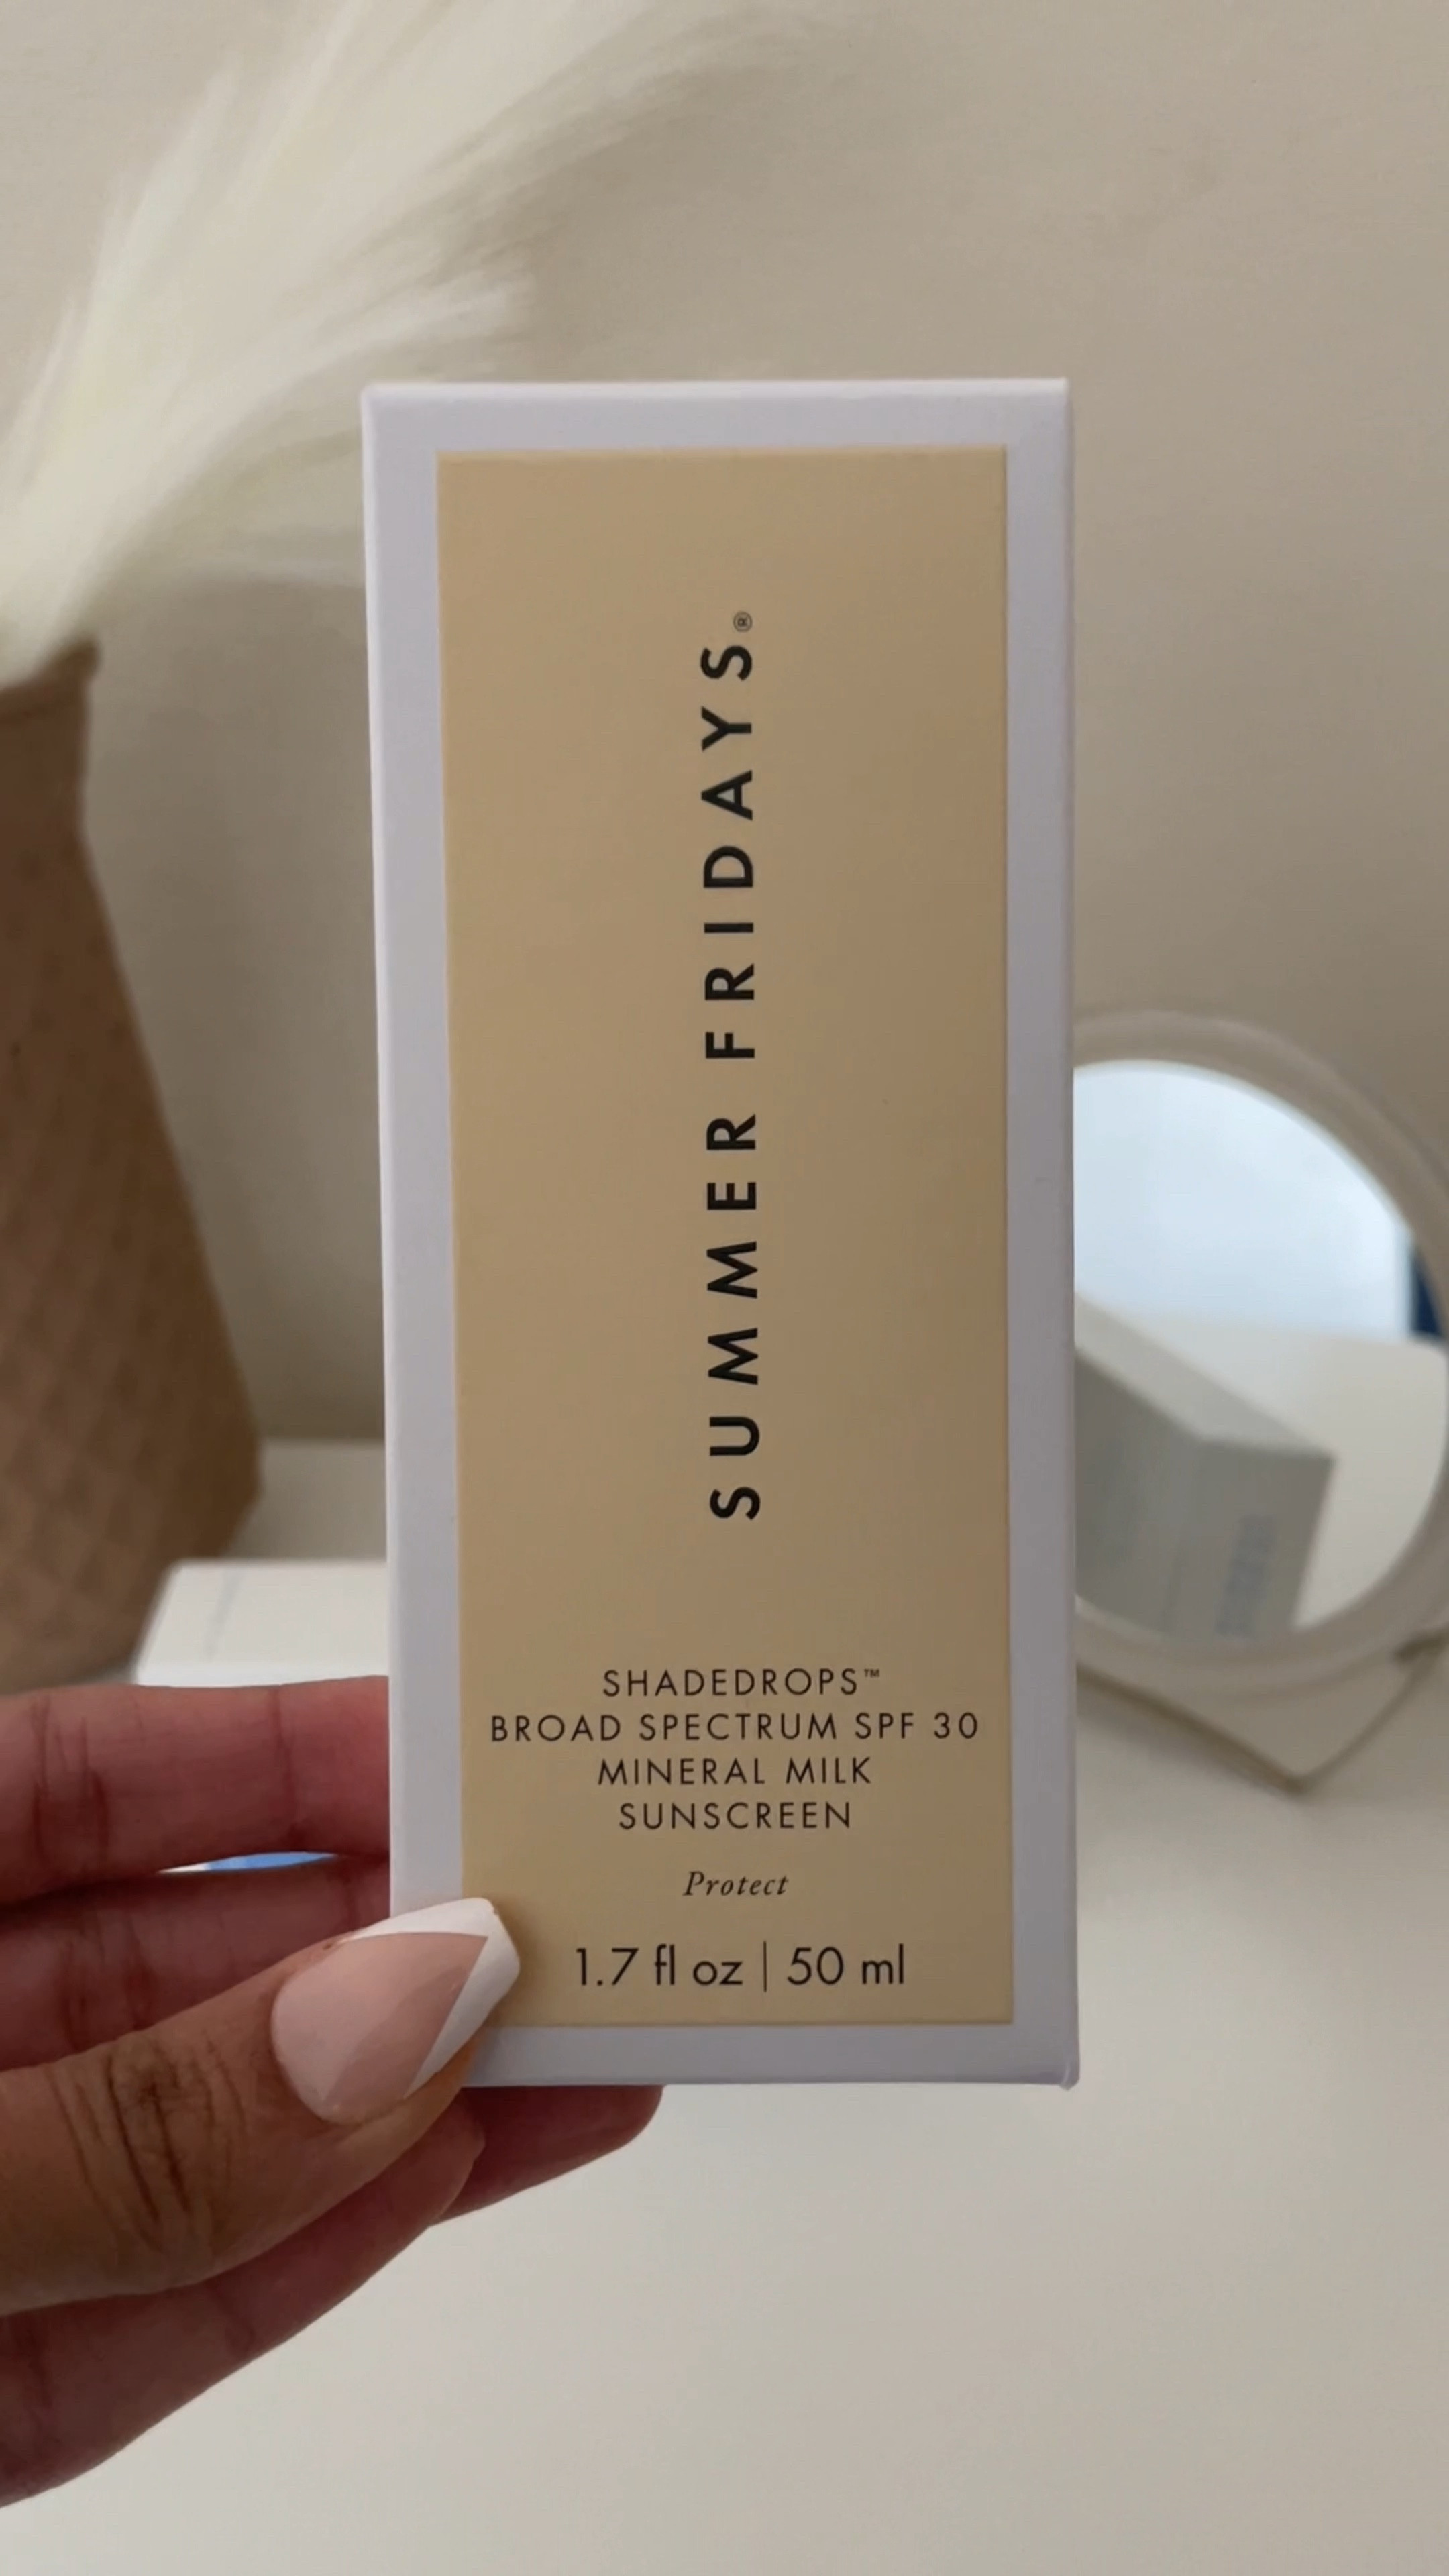 SUMMER FRIDAYS®
SHADEDROPS™
BROAD SPECTRUM SPF 30
MINERAL MILK
SUNSCREEN
Protect
1.7 fl oz | 50 ml